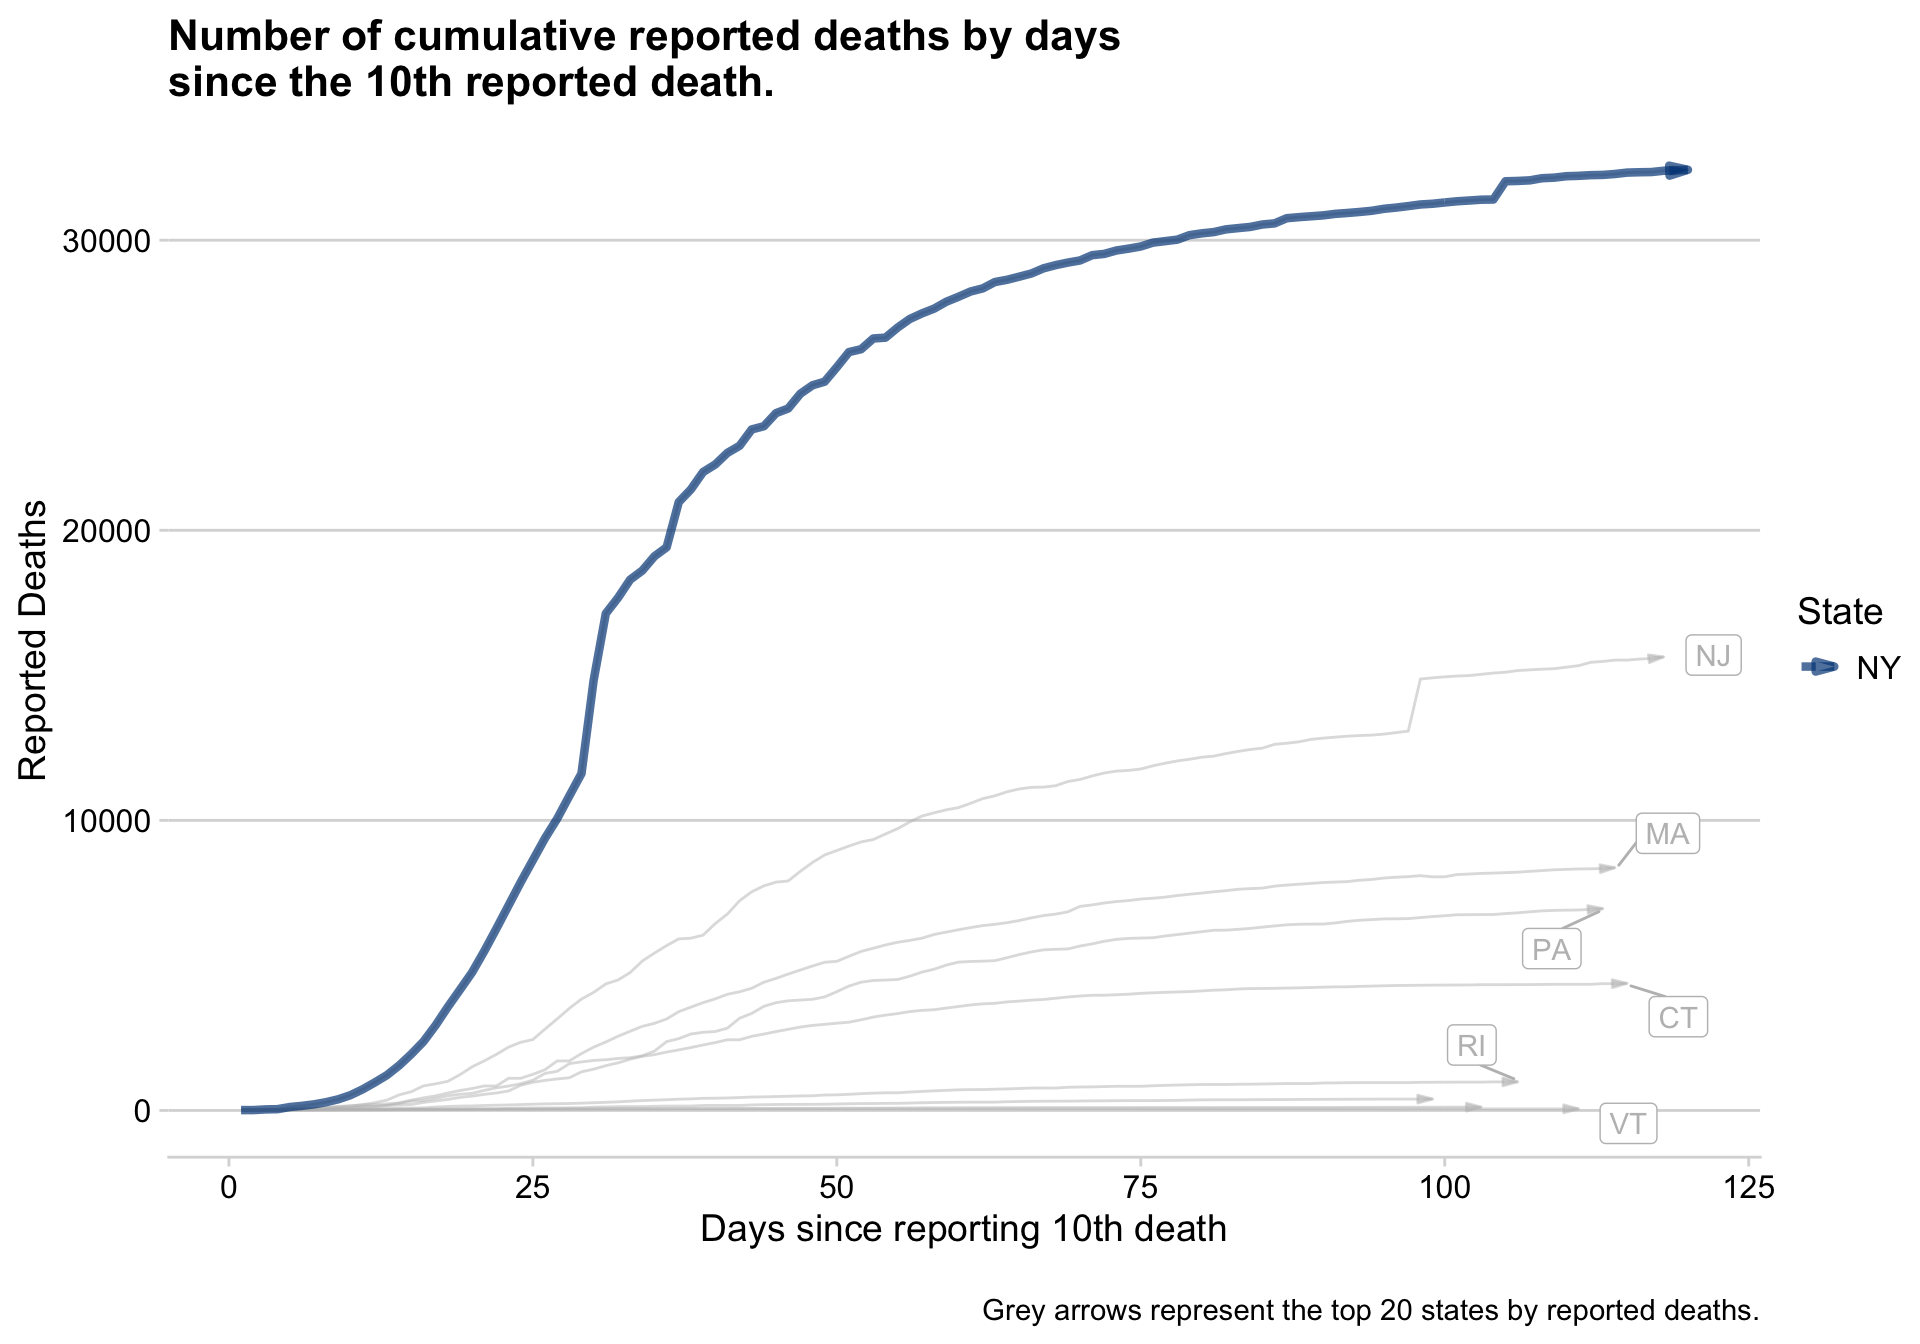 Number of cumulative reported deaths by days
since the 10th reported death.
Reported Deaths
30000
20000
10000
0
NJ
MA
PA
CT
RI
VT
State
NY
0 25 50 75 100 125
Days since reporting 10th death
Grey arrows represent the top 20 states by reported deaths.